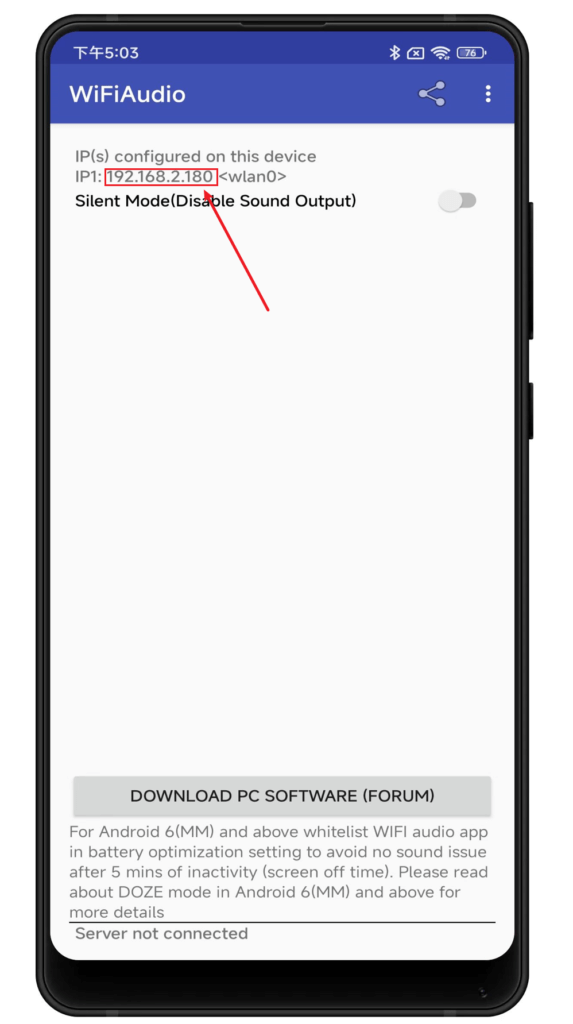 下午5:03
76
WiFiAudio
IP(s) configured on this device
IP1: 192.168.2.180 <wlan0>
Silent Mode(Disable Sound Output)
DOWNLOAD PC SOFTWARE (FORUM)
For Android 6(MM) and above whitelist WIFI audio app
in battery optimization setting to avoid no sound issue
after 5 mins of inactivity (screen off time). Please read
about DOZE mode in Android 6(MM) and above for
more details
Server not connected